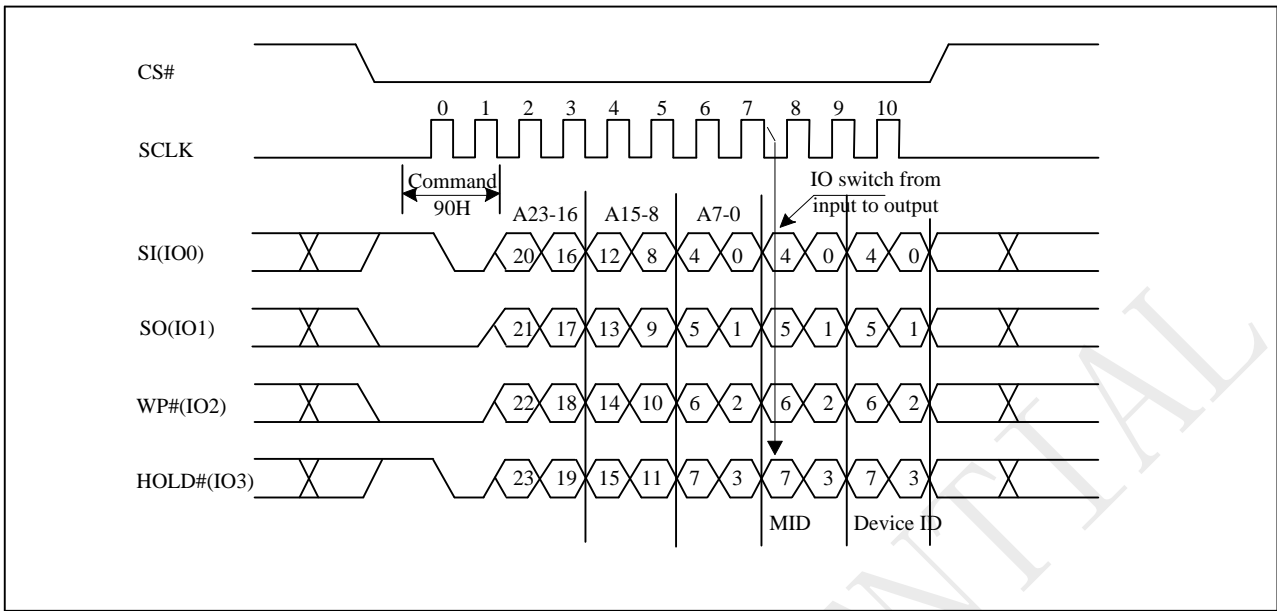 CS#
0 1 2 3 4 5 6 7 8 9 10
SCLK
Command
90H
IO switch from
input to output
A23-16 A15-8 A7-0
SI(IO0) 20 16 12 8 4 0 4 0 4 0
SO(IO1) 21 17 13 9 5 1 5 1 5 1
WP#(IO2) 22 18 14 10 6 2 6 2 6 2
HOLD#(IO3) 23 19 15 11 7 3 7 3 7 3
MID Device ID
NTIAL